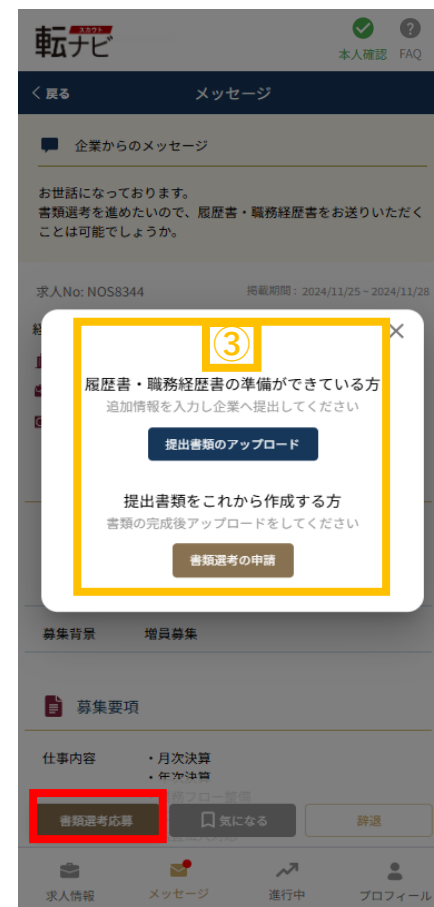 スカウト
転ナビ
本人確認 FAQ
戻る メッセージ
企業からのメッセージ
お世話になっております。
書類選考を進めたいので、履歴書・職務経歴書をお送りいただく
ことは可能でしょうか。
求人No: NOS8344 掲載期間: 2024/11/25~2024/11/28
③
履歴書・職務経歴書の準備ができている方
追加情報を入力し企業へ提出してください
提出書類のアップロード
提出書類をこれから作成する方
書類の完成後アップロードをしてください
書類選考の申請
募集背景 増員募集
募集要項
仕事内容 ・月次決算
・年次決算
書類選考応募 気になる 辞退
求人情報 メッセージ 進行中 プロフィール